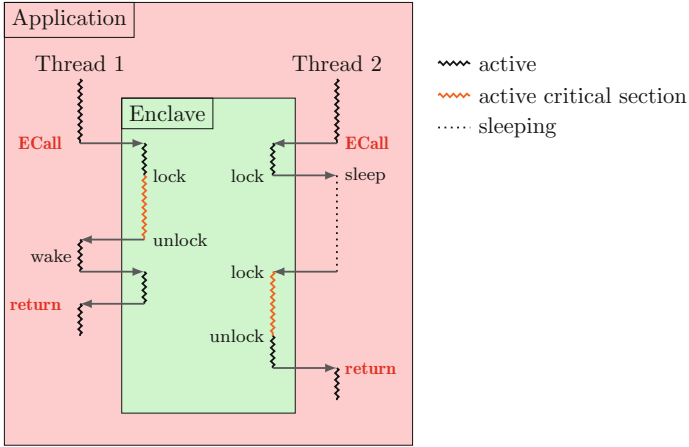 Application
Thread 1
Thread 2
active
active critical section
sleeping
Enclave
ECall
ECall
lock
lock
sleep
unlock
wake
lock
return
unlock
return